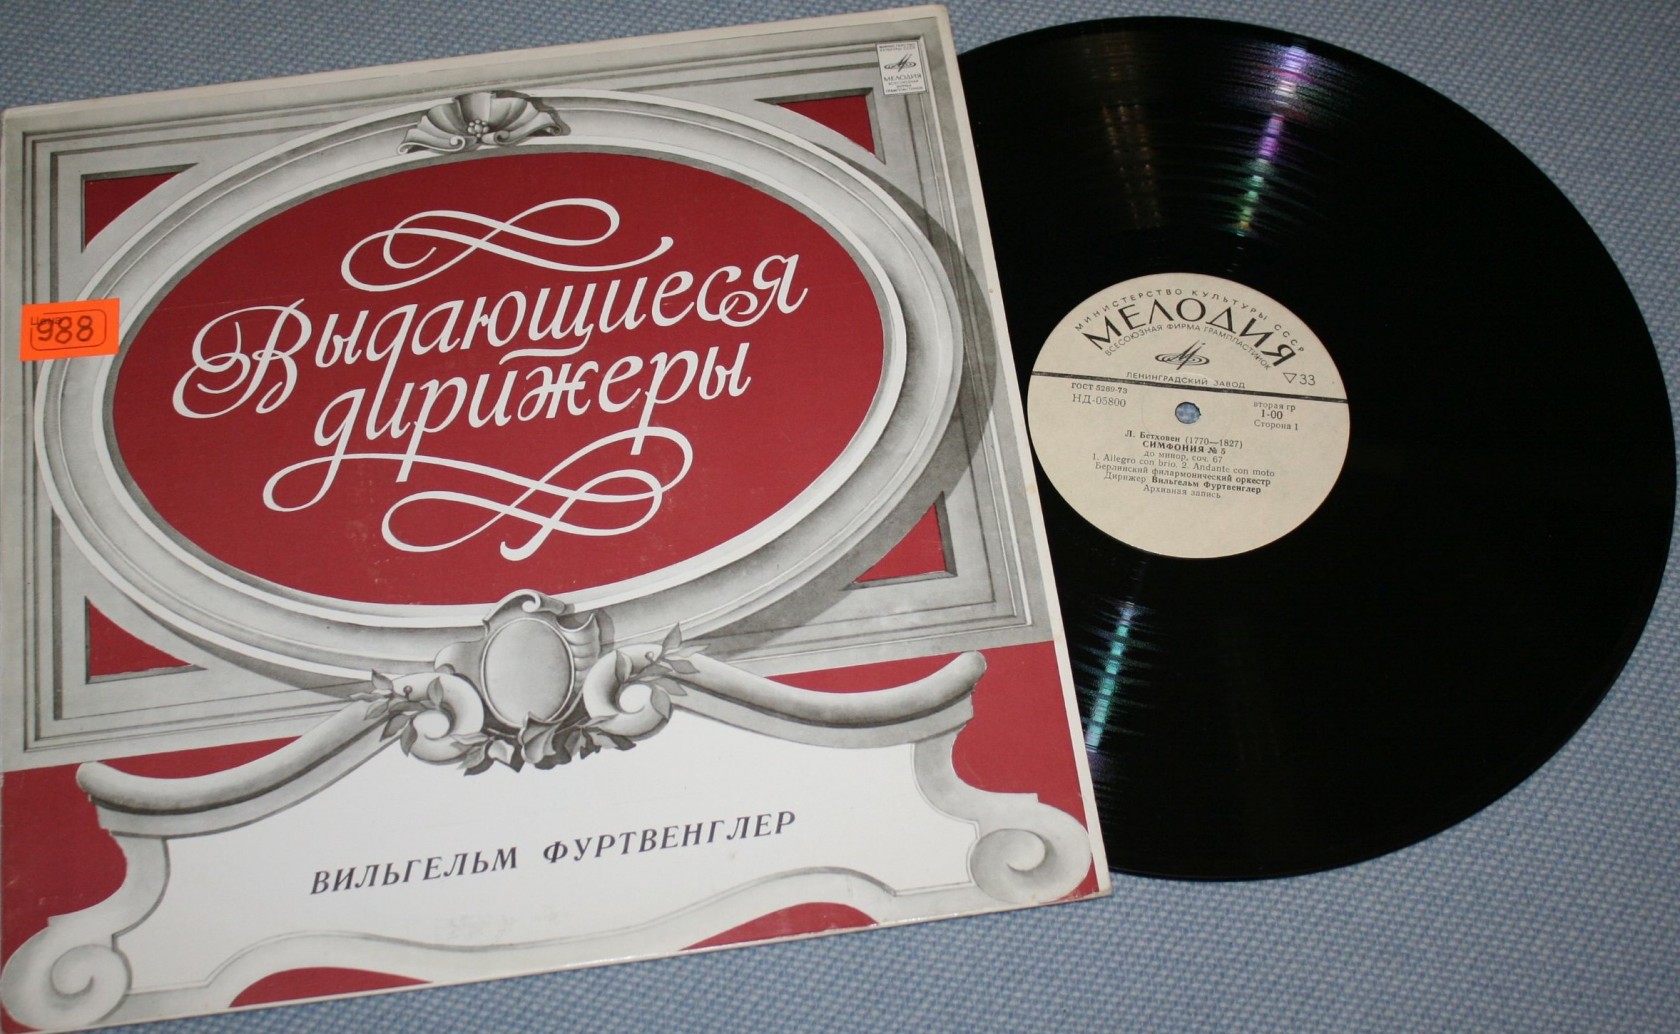 Выдающиеся
дирижеры
ВИЛЬГЕЛЬМ ФУРТВЕНГЛЕР
988
МЕЛОДИЯ
МИНИСТЕРСТВО КУЛЬТУРЫ СССР
МЕЛОДИЯ
ВСЕСОЮЗНАЯ ФИРМА ГРАМПЛАСТИНОК
ЛЕНИНГРАДСКИЙ ЗАВОД
▽33
ГОСТ 5289-73
НД-05800
вторая гр
1-00
Сторона 1
Л. Бетховен (1770—1827)
СИМФОНИЯ № 5
до минор, соч. 67
1. Allegro con brio. 2. Andante con moto
Берлинский филармонический оркестр
Дирижер Вильгельм Фуртвенглер
Архивная запись